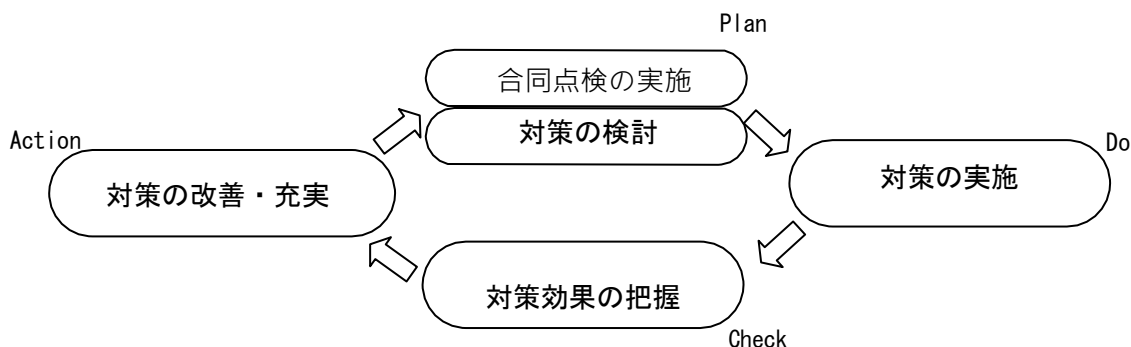 Plan
合同点検の実施
対策の検討
Action
対策の改善・充実
Do
対策の実施
対策効果の把握
Check